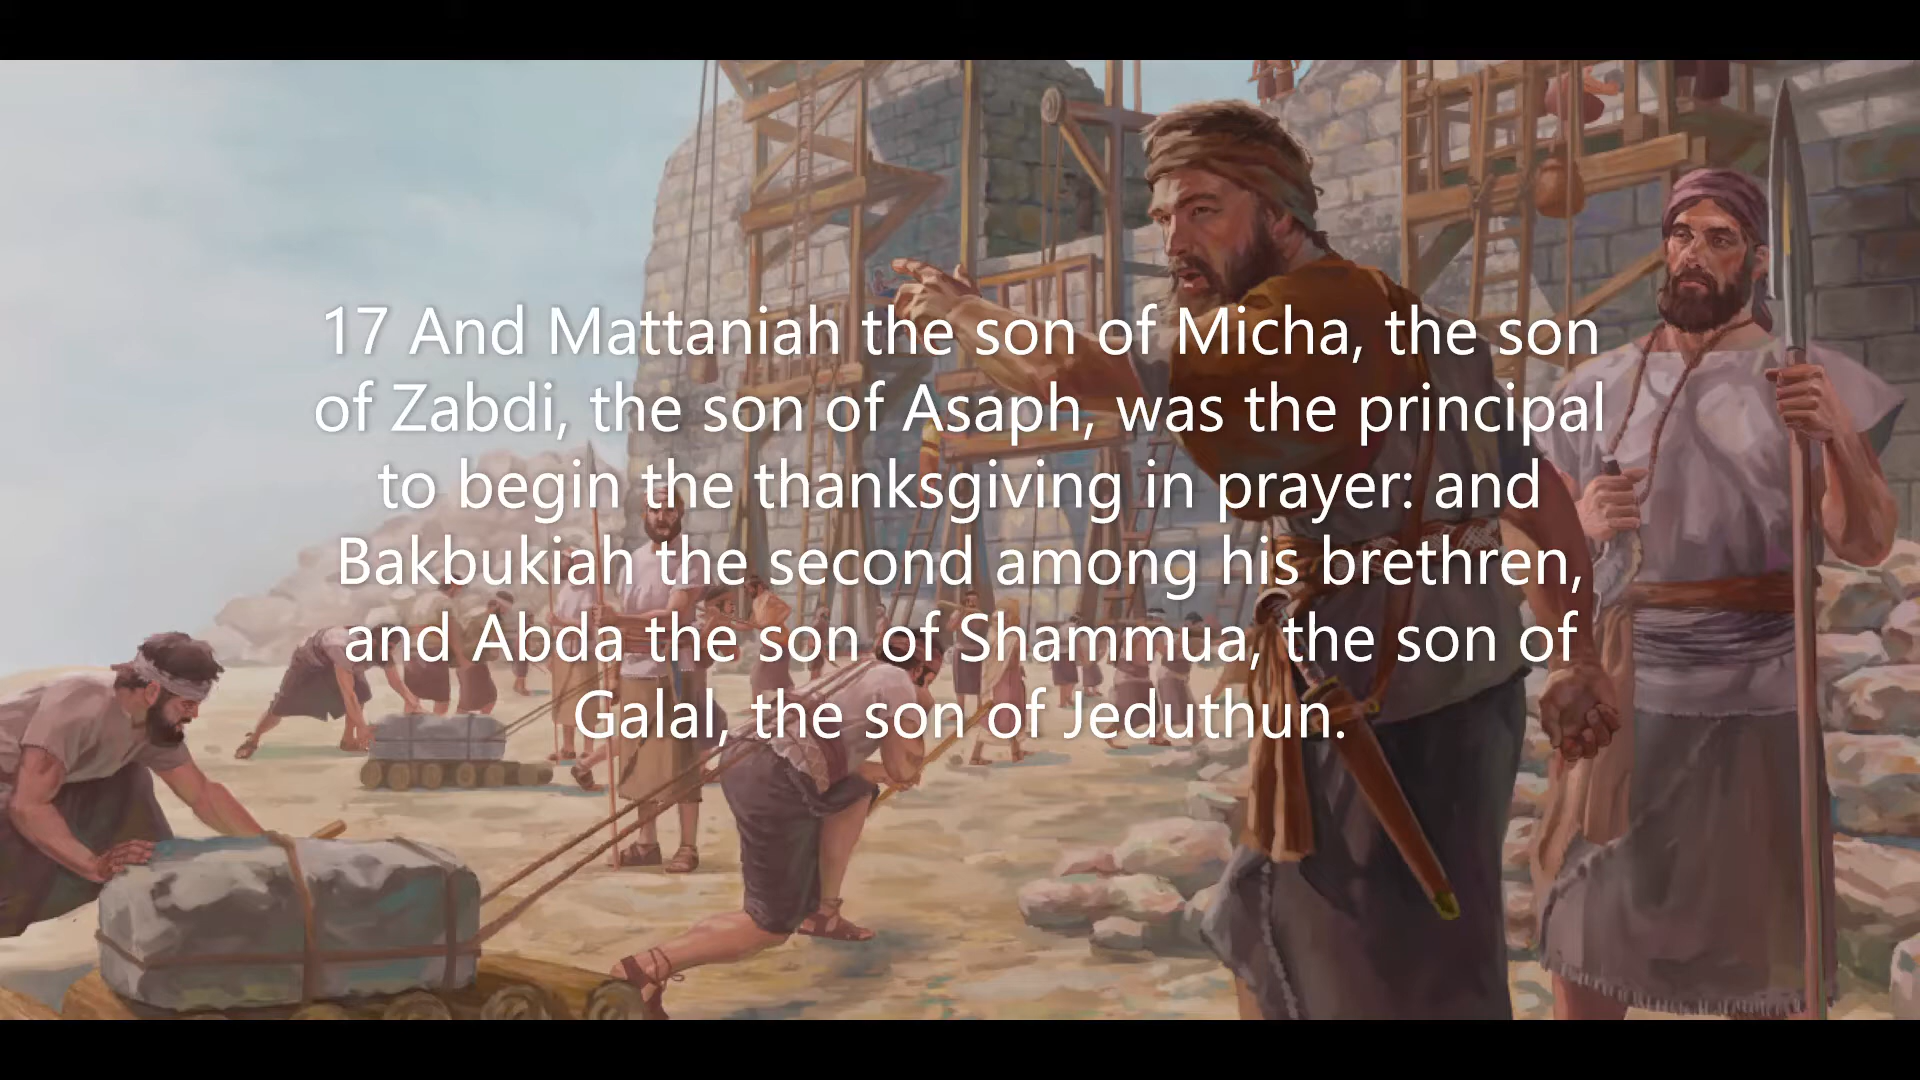 17 And Mattaniah the son of Micha, the son
of Zabdi, the son of Asaph, was the principal
to begin the thanksgiving in prayer: and
Bakbukiah the second among his brethren,
and Abda the son of Shammua, the son of
Galal, the son of Jeduthun.